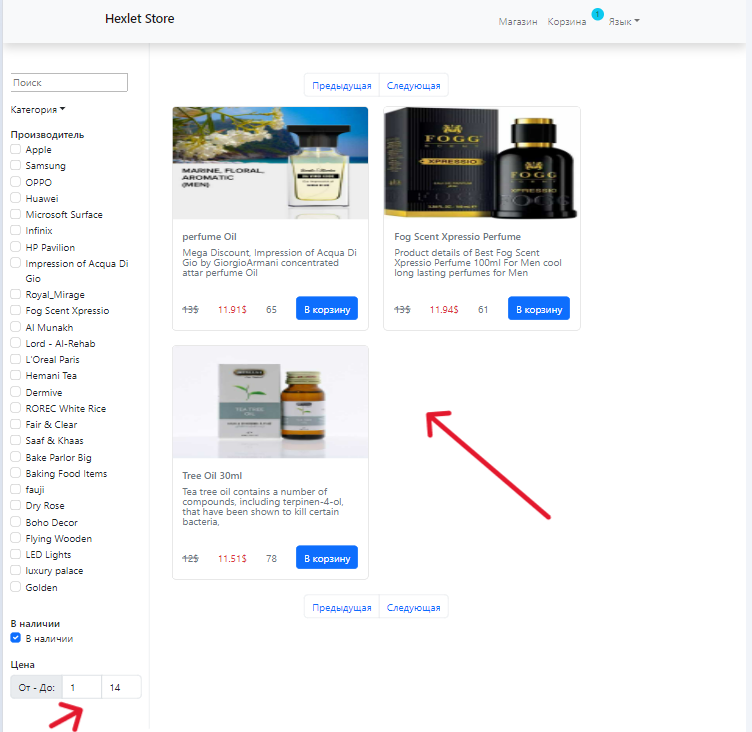 Hexlet Store
Магазин
Корзина
1
Язык
Поиск
Категория
Производитель
Apple
Samsung
OPPO
Huawei
Microsoft Surface
Infinix
HP Pavilion
Impression of Acqua Di
Gio
Royal_Mirage
Fog Scent Xpressio
Al Munakh
Lord - Al-Rehab
L'Oreal Paris
Hemani Tea
Dermive
ROREC White Rice
Fair & Clear
Saaf & Khaas
Bake Parlor Big
Baking Food Items
fauji
Dry Rose
Boho Decor
Flying Wooden
LED Lights
luxury palace
Golden
В наличии
В наличии
Цена
От - До:
1
14
Предыдущая
Следующая
MARINE, FLORAL,
AROMATIC
(MEN)
perfume Oil
Mega Discount, Impression of Acqua Di
Gio by GiorgioArmani concentrated
attar perfume Oil
13$
11.91$
65
В корзину
FOGG
SCENT
XPRESSIO
FOGG
SCENT
XPRESSIO
Fog Scent Xpressio Perfume
Product details of Best Fog Scent
Xpressio Perfume 100ml For Men cool
long lasting perfumes for Men
13$
11.94$
61
В корзину
TEA TREE
OIL
Tree Oil 30ml
Tea tree oil contains a number of
compounds, including terpinen-4-ol,
that have been shown to kill certain
bacteria,
12$
11.51$
78
В корзину
Предыдущая
Следующая